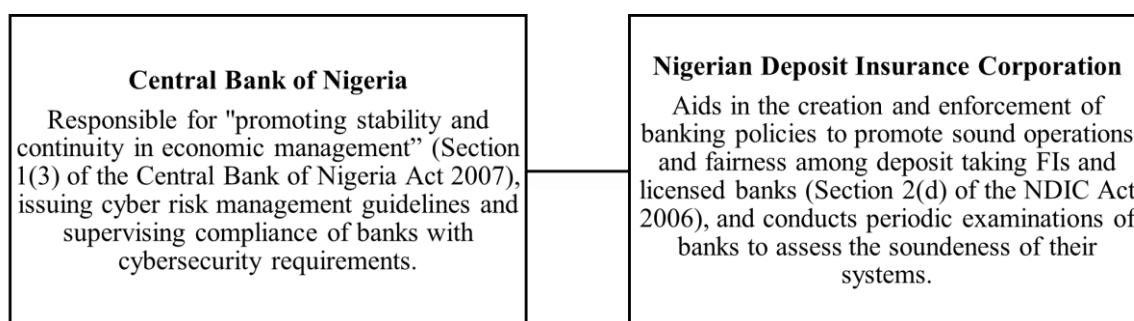 Central Bank of Nigeria
Responsible for "promoting stability and
continuity in economic management” (Section
1(3) of the Central Bank of Nigeria Act 2007),
issuing cyber risk management guidelines and
supervising compliance of banks with
cybersecurity requirements.
Nigerian Deposit Insurance Corporation
Aids in the creation and enforcement of
banking policies to promote sound operations
and fairness among deposit taking FIs and
licensed banks (Section 2(d) of the NDIC Act
2006), and conducts periodic examinations of
banks to assess the soundeness of their
systems.